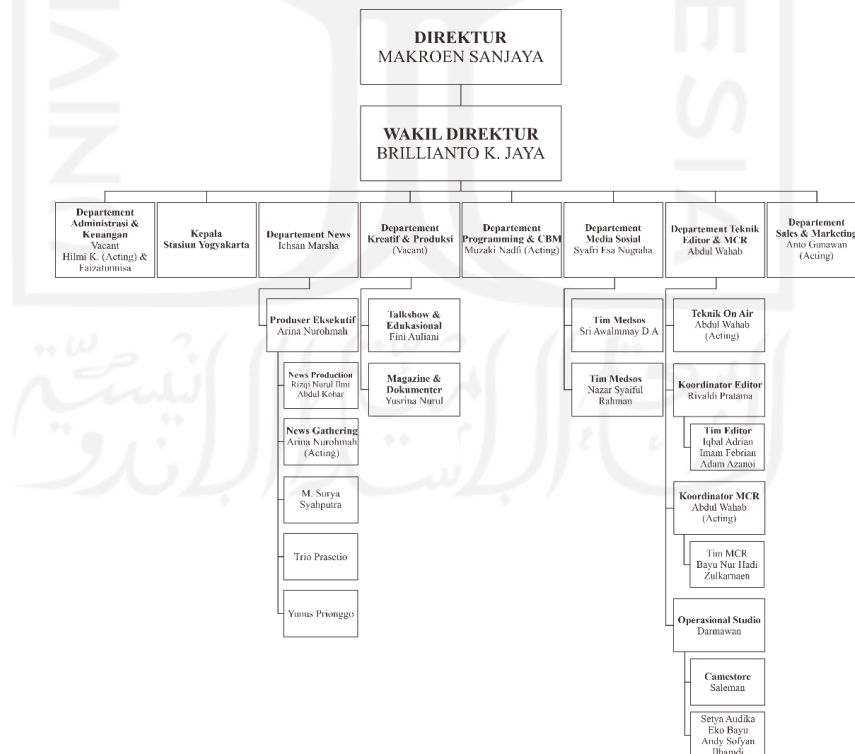 DIREKTUR
MAKROEN SANJAYA
WAKIL DIREKTUR
BRILLIANTO K. JAYA
Departement
Administrasi &
Keuangan
Vacant
Hilmi K. (Acting) &
Faizatunnisa
Kepala
Stasiun Yogyakarta
Departement News
Ichsan Marsha
Departement
Kreatif & Produksi
(Vacant)
Departement
Programming & CBM
Muzaki Nadfi (Acting)
Departement
Media Sosial
Syafri Esa Nugraha
Departement Teknik
Editor & MCR
Abdul Wahab
Departement
Sales & Marketing
Anto Gunawan
(Acting)
Produser Eksekutif
Arina Nurohmah
News Production
Rizqi Nurul Ilmi
Abdul Kohar
News Gathering
Arina Nurohmah
(Acting)
M. Surya
Syahputra
Trio Prasetio
Yunus Prionggo
Talkshow &
Edukasional
Fini Auliani
Magazine &
Dokumenter
Yusrina Nurul
Tim Medsos
Sri Awalmmay D.A
Tim Medsos
Nazar Syaiful
Rahman
Teknik On Air
Abdul Wahab
(Acting)
Koordinator Editor
Rivaldi Pratama
Tim Editor
Iqbal Adrian
Imam Febrian
Adam Azanoi
Koordinator MCR
Abdul Wahab
(Acting)
Tim MCR
Bayu Nur Hadi
Zulkarnaen
Operasional Studio
Darmawan
Camestore
Saleman
Setya Audika
Eko Bayu
Andy Sofyan
Ilhamdi